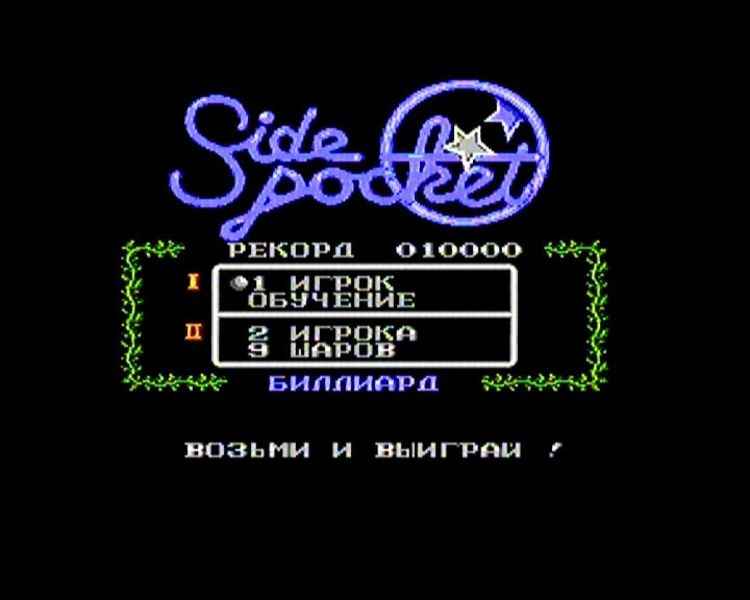 Side
pocket
РЕКОРД 010000
I 1 ИГРОК
ОБУЧЕНИЕ
II 2 ИГРОКА
9 ШАРОВ
БИЛЛИАРД
ВОЗЬМИ И ВЫИГРАЙ !